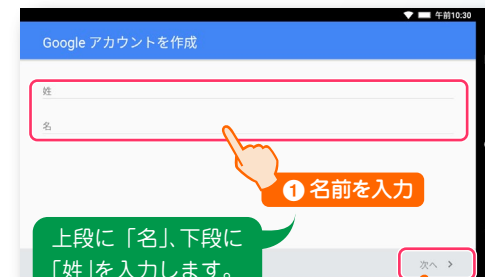 午前10:30
Google アカウントを作成
姓
名
1 名前を入力
上段に「名」、下段に
「姓」を入力します。
次へ >